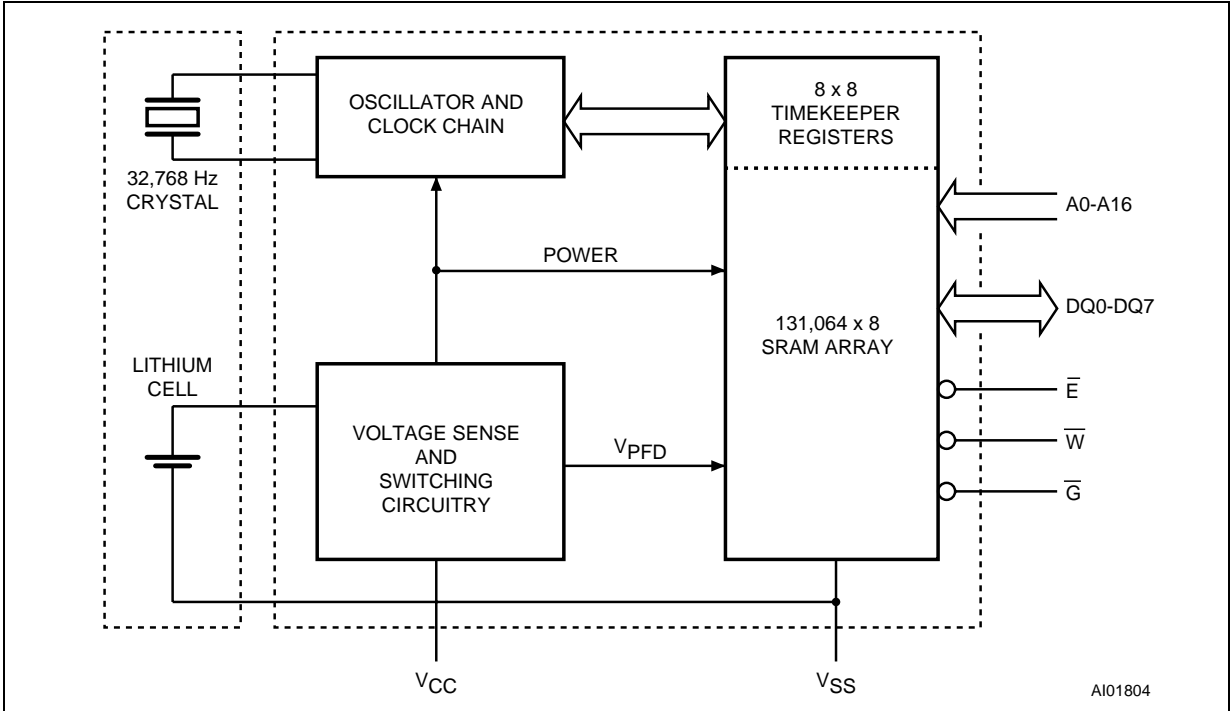 OSCILLATOR AND
CLOCK CHAIN
8 x 8
TIMEKEEPER
REGISTERS
32,768 Hz
CRYSTAL
A0-A16
POWER
DQ0-DQ7
131,064 x 8
SRAM ARRAY
LITHIUM
CELL
E̅
VOLTAGE SENSE
AND
SWITCHING
CIRCUITRY
VPFD
W̅
G̅
VCC
VSS
AI01804